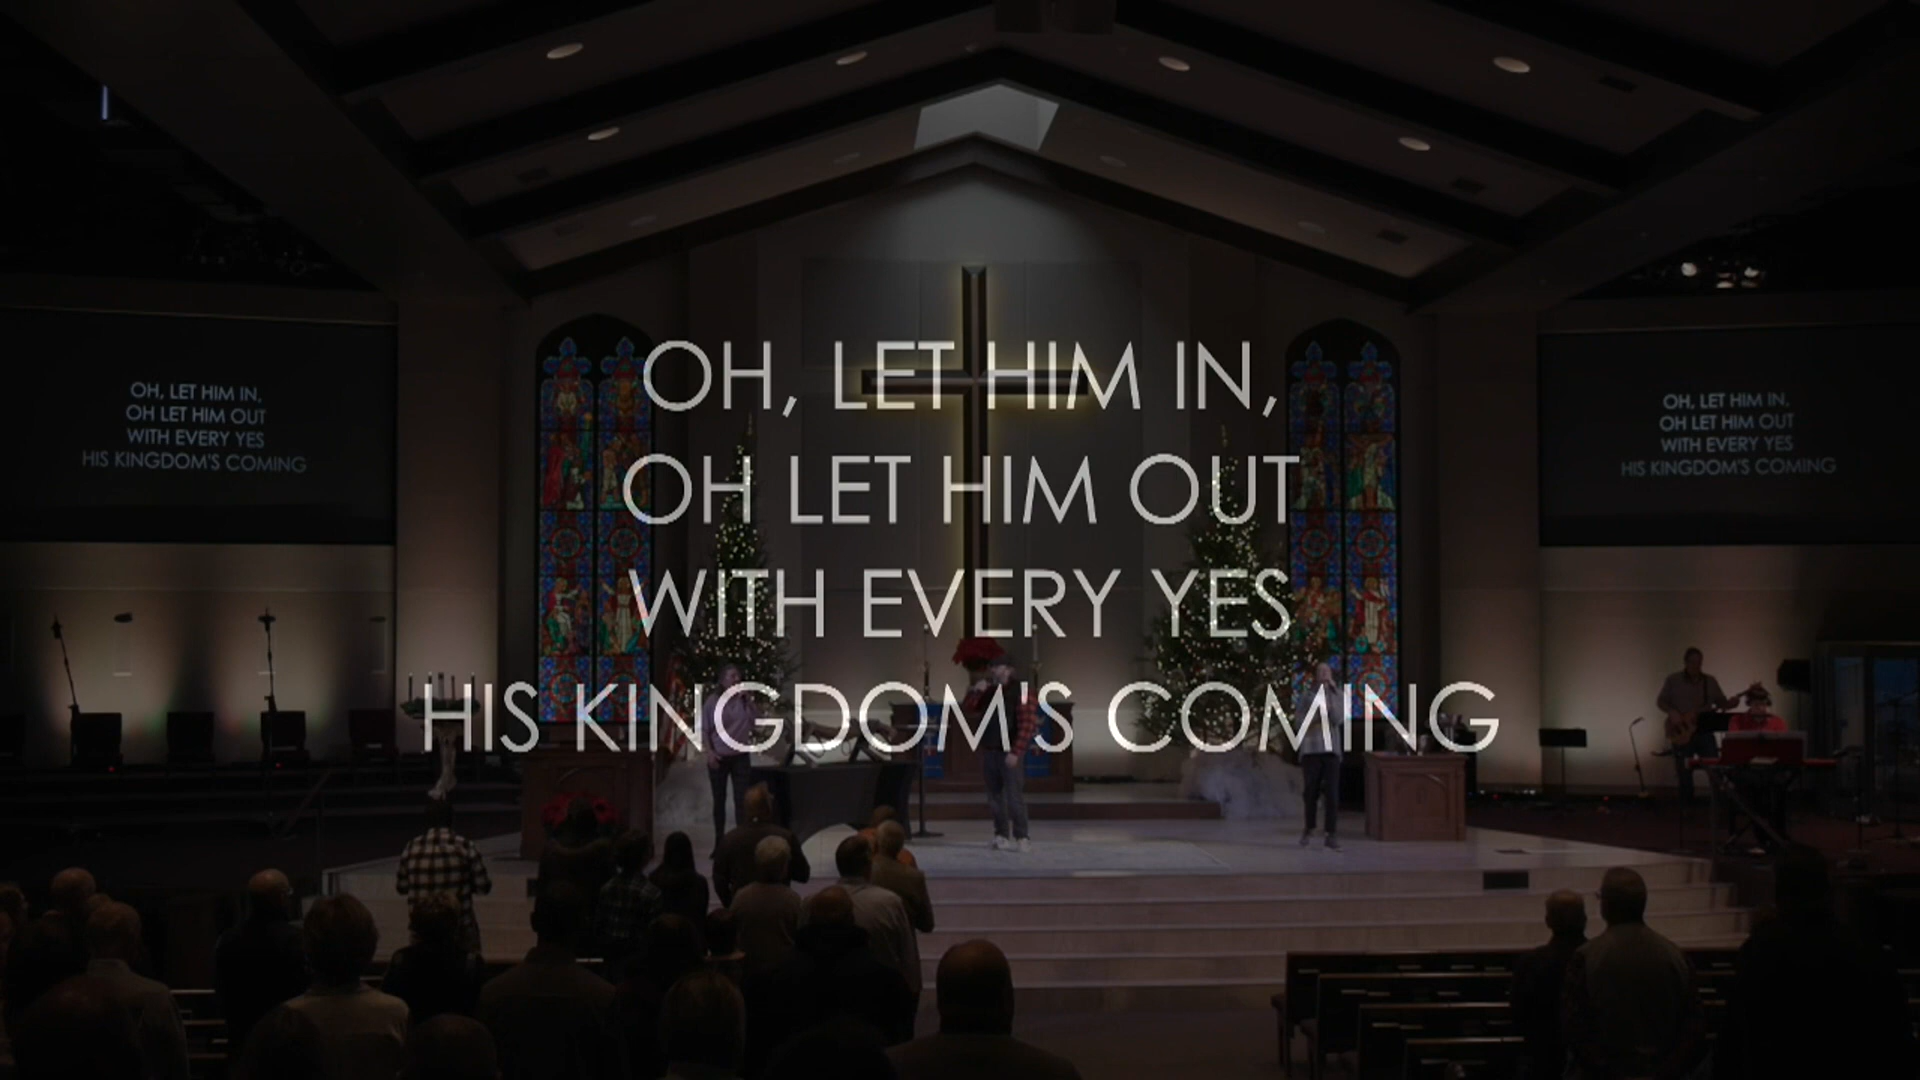 OH, LET HIM IN,
OH LET HIM OUT
WITH EVERY YES
HIS KINGDOM'S COMING
OH, LET HIM IN,
OH LET HIM OUT
WITH EVERY YES
HIS KINGDOM'S COMING
OH, LET HIM IN,
OH LET HIM OUT
WITH EVERY YES
HIS KINGDOM'S COMING